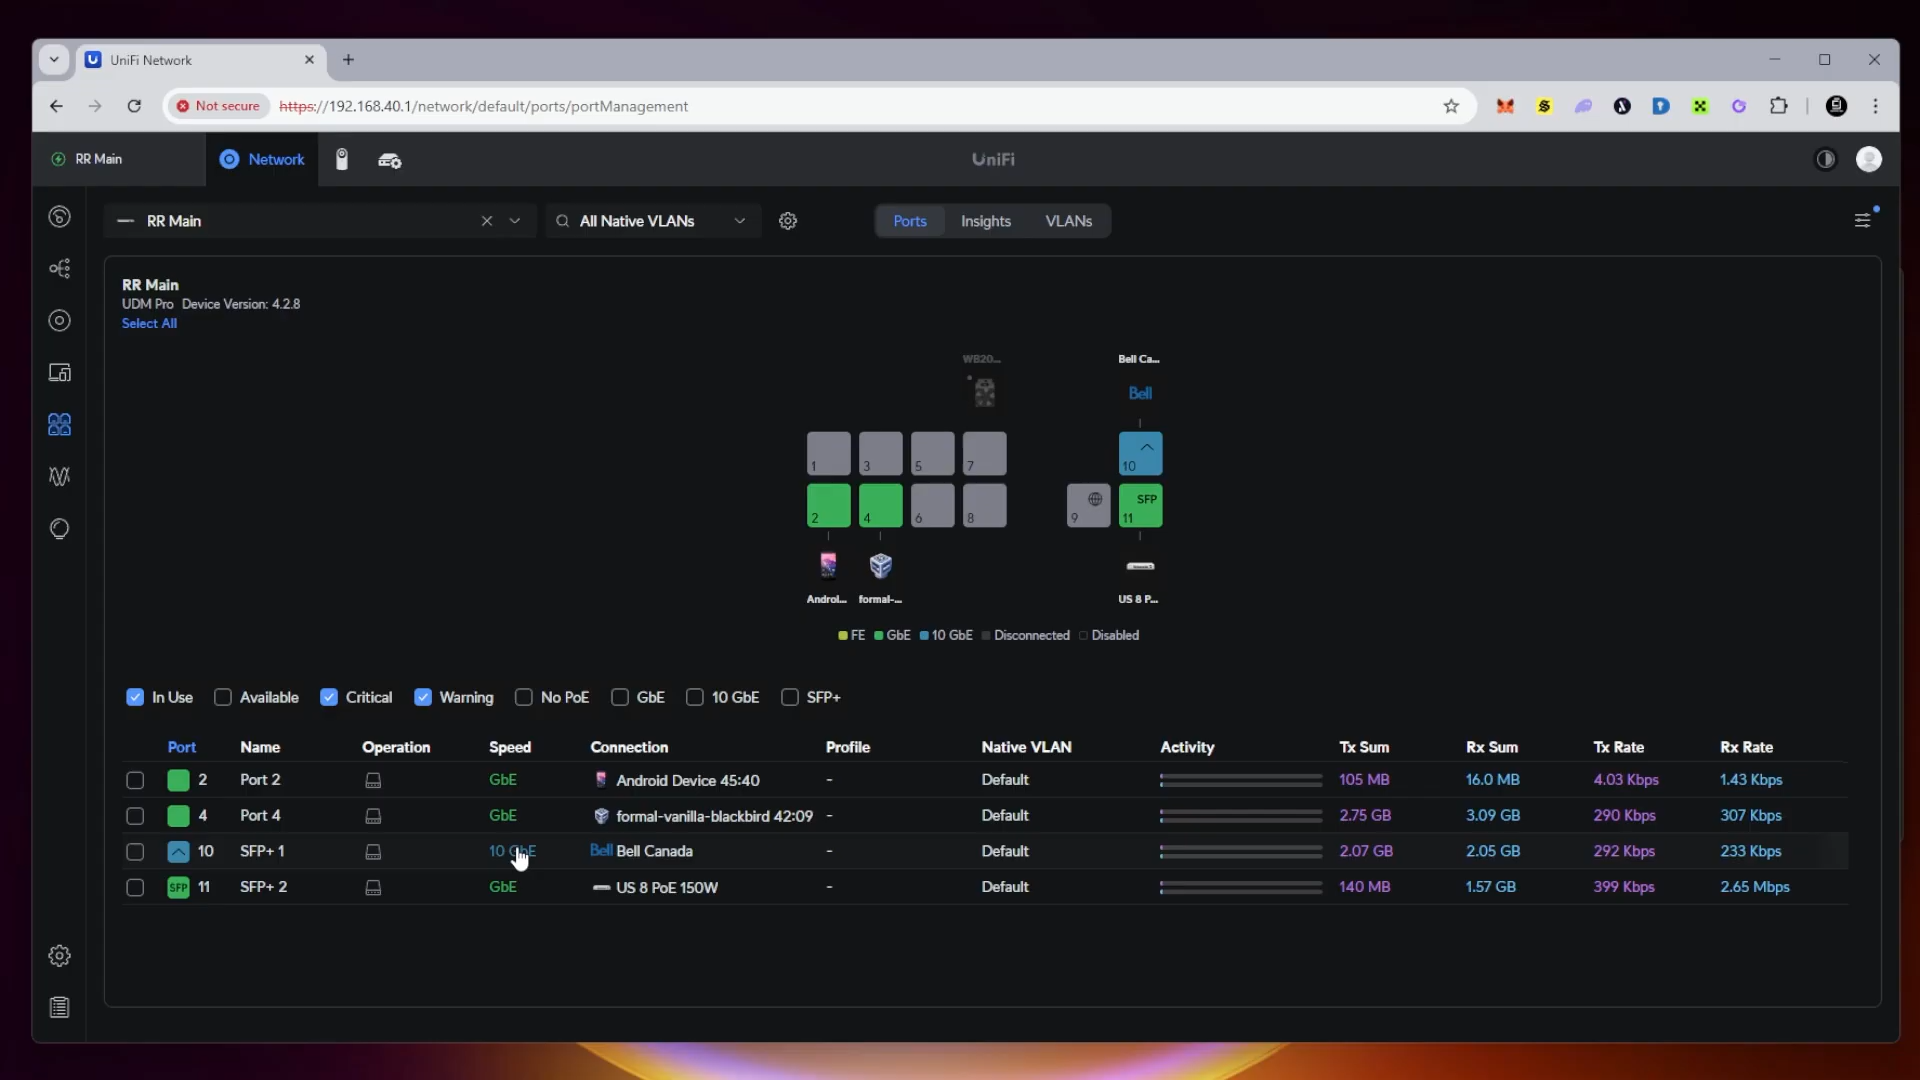 UniFi Network
Not secure
https://192.168.40.1/network/default/ports/portManagement
RR Main
Network
UniFi
RR Main
All Native VLANs
Ports
Insights
VLANs
RR Main
UDM Pro Device Version: 4.2.8
Select All
WB20...
Bell Ca...
Bell
1
3
5
7
10
2
4
6
8
9
SFP
11
Androi...
formal-...
US 8 P...
FE
GbE
10 GbE
Disconnected
Disabled
In Use
Available
Critical
Warning
No PoE
GbE
10 GbE
SFP+
Port Name Operation Speed Connection Profile Native VLAN Activity Tx Sum Rx Sum Tx Rate Rx Rate
2 Port 2 GbE Android Device 45:40 - Default 105 MB 16.0 MB 4.03 Kbps 1.43 Kbps
4 Port 4 GbE formal-vanilla-blackbird 42:09 - Default 2.75 GB 3.09 GB 290 Kbps 307 Kbps
10 SFP+ 1 10 GbE Bell Bell Canada - Default 2.07 GB 2.05 GB 292 Kbps 233 Kbps
SFP 11 SFP+ 2 GbE US 8 PoE 150W - Default 140 MB 1.57 GB 399 Kbps 2.65 Mbps